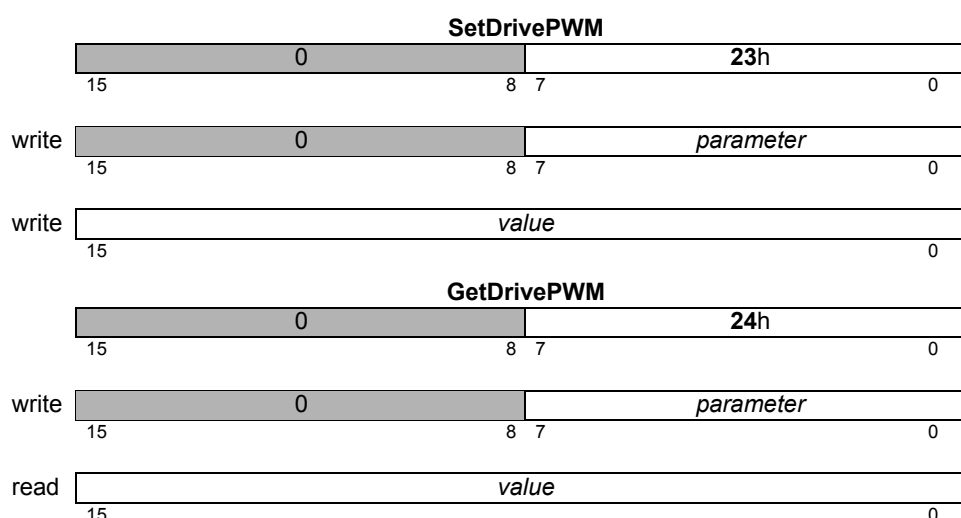 SetDrivePWM
0 23h
15 8 7 0
write 0 parameter
15 8 7 0
write value
15 0
GetDrivePWM
0 24h
15 8 7 0
write 0 parameter
15 8 7 0
read value
15 0